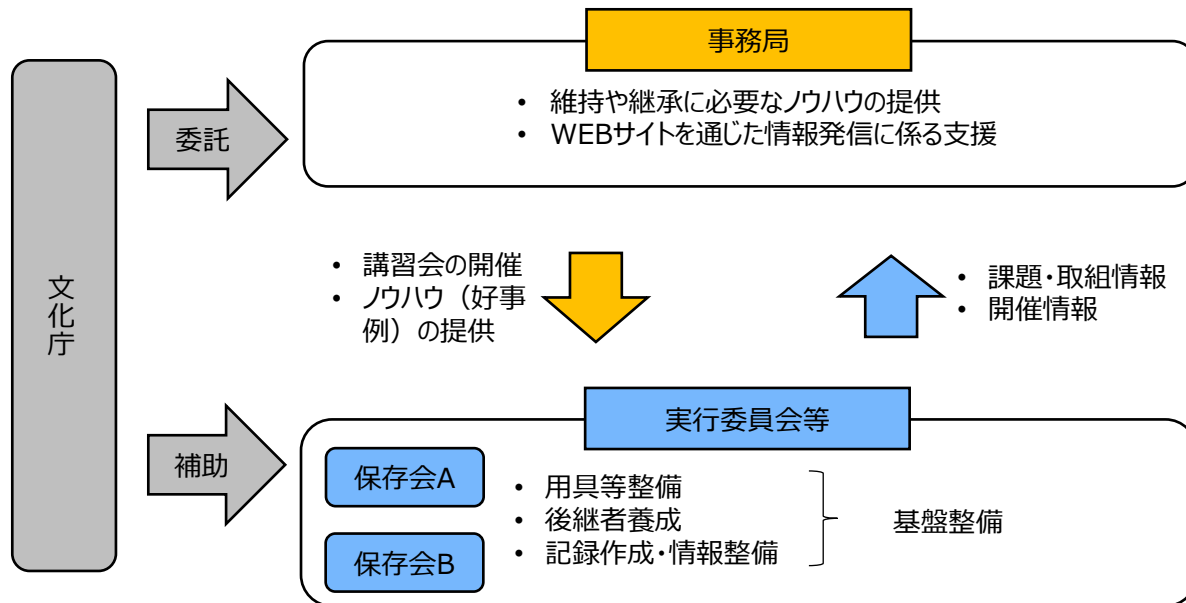 事務局
• 維持や継承に必要なノウハウの提供
• WEBサイトを通じた情報発信に係る支援
委託
文化庁
• 講習会の開催
• ノウハウ（好事
例）の提供
• 課題・取組情報
• 開催情報
実行委員会等
補助
保存会A
保存会B
• 用具等整備
• 後継者養成
• 記録作成・情報整備
基盤整備